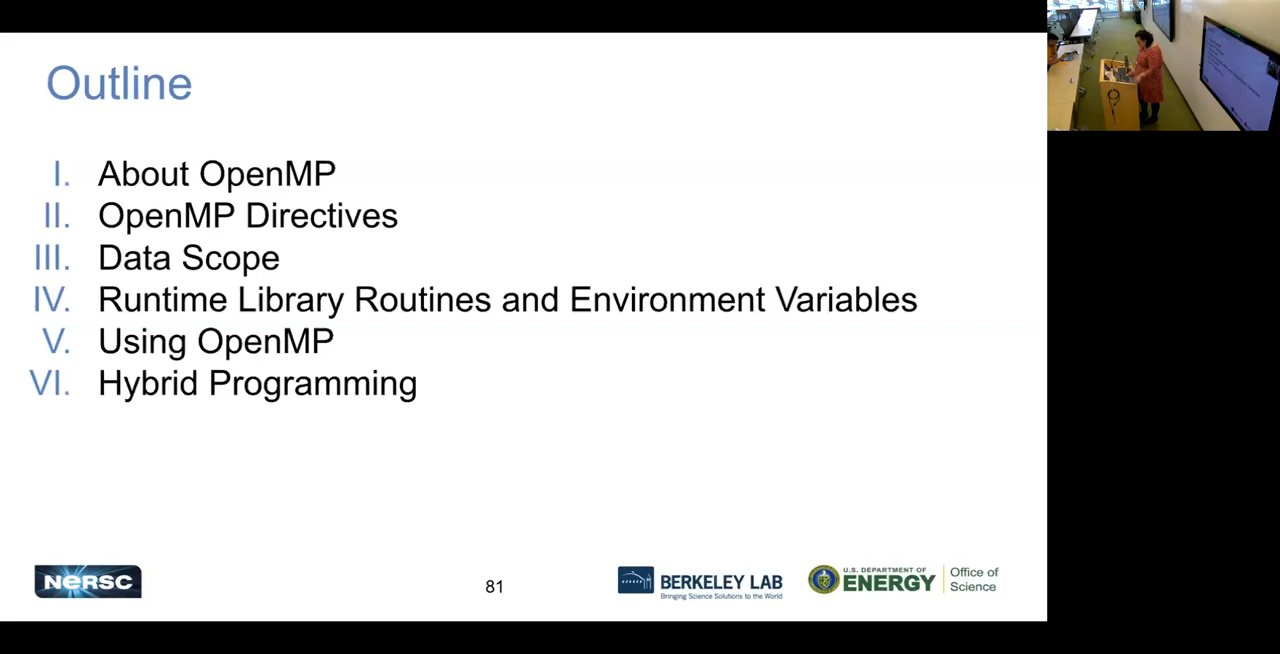 Outline
I. About OpenMP
II. OpenMP Directives
III. Data Scope
IV. Runtime Library Routines and Environment Variables
V. Using OpenMP
VI. Hybrid Programming
NERSC
81
BERKELEY LAB
Bringing Science Solutions to the World
U.S. DEPARTMENT OF
ENERGY
Office of
Science